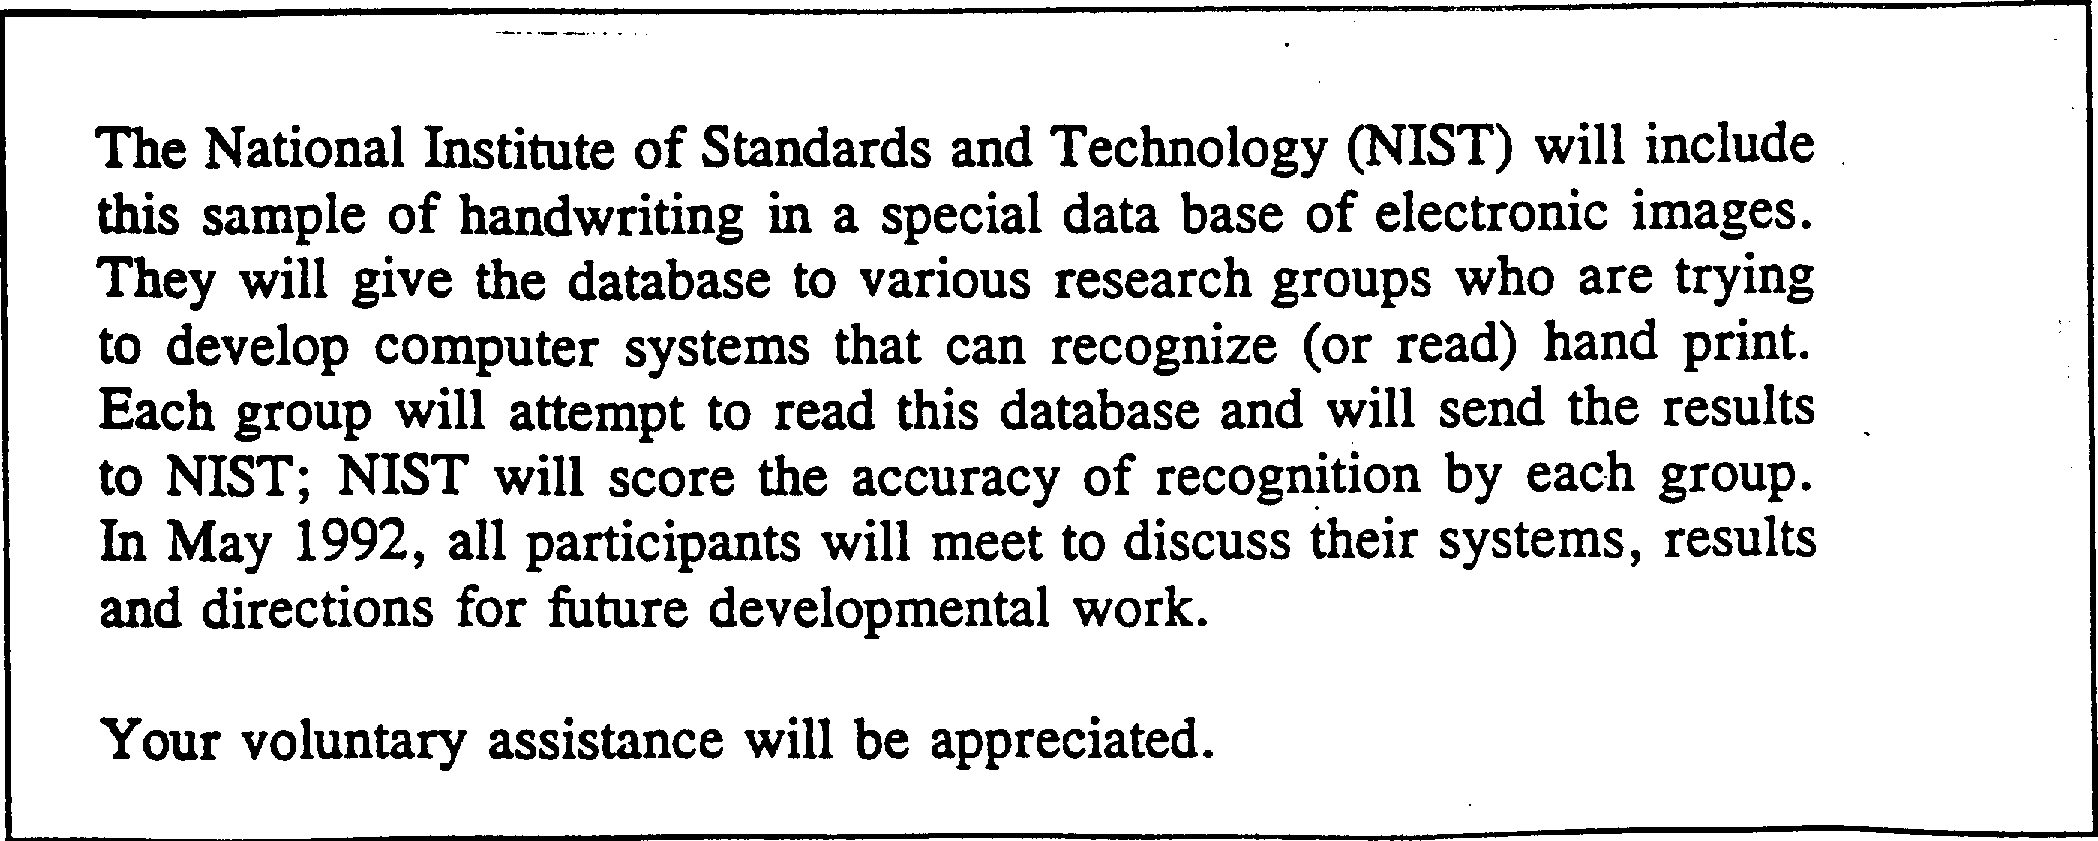 The National Institute of Standards and Technology (NIST) will include
this sample of handwriting in a special data base of electronic images.
They will give the database to various research groups who are trying
to develop computer systems that can recognize (or read) hand print.
Each group will attempt to read this database and will send the results
to NIST; NIST will score the accuracy of recognition by each group.
In May 1992, all participants will meet to discuss their systems, results
and directions for future developmental work.
Your voluntary assistance will be appreciated.